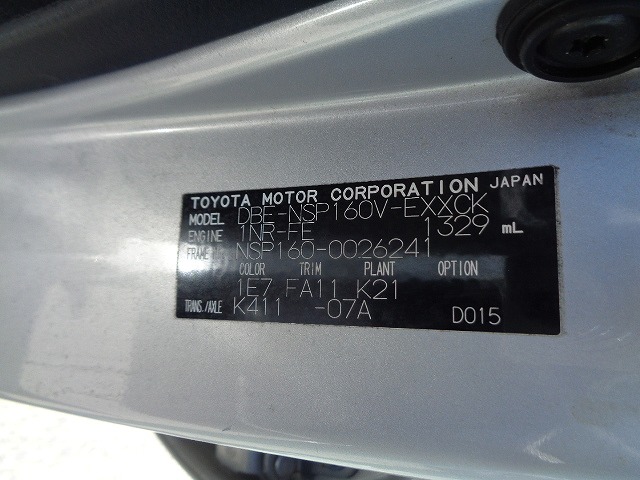 TOYOTA MOTOR CORPORATION JAPAN
MODEL DBE-NSP160V-EXXCK
ENGINE 1NR-FE 1329 mL
FRAME NSP160-0026241
COLOR TRIM PLANT OPTION
1E7 FA11 K21
TRANS./AXLE K411 -07A D015